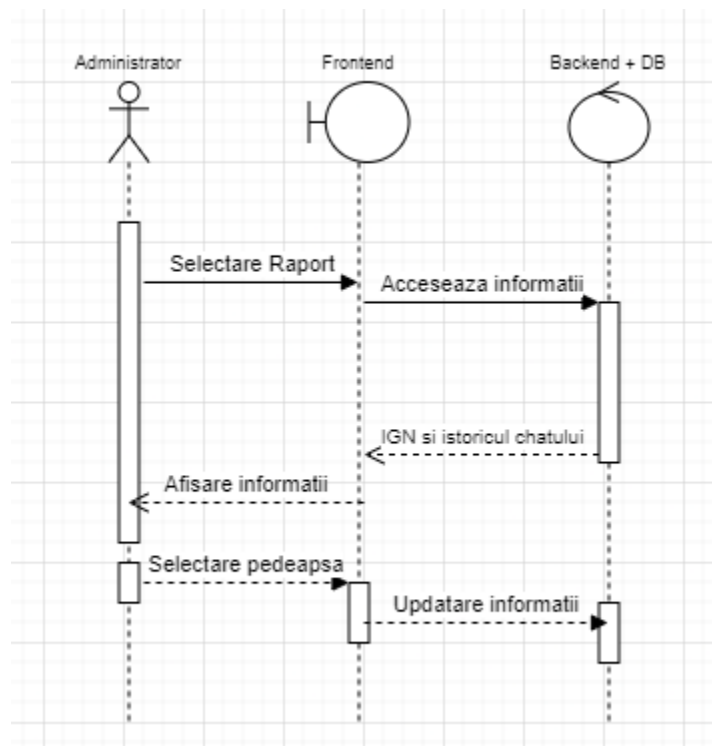 Administrator
Frontend
Backend + DB
Selectare Raport
Acceseaza informatii
IGN si istoricul chatului
Afisare informatii
Selectare pedeapsa
Updatare informatii